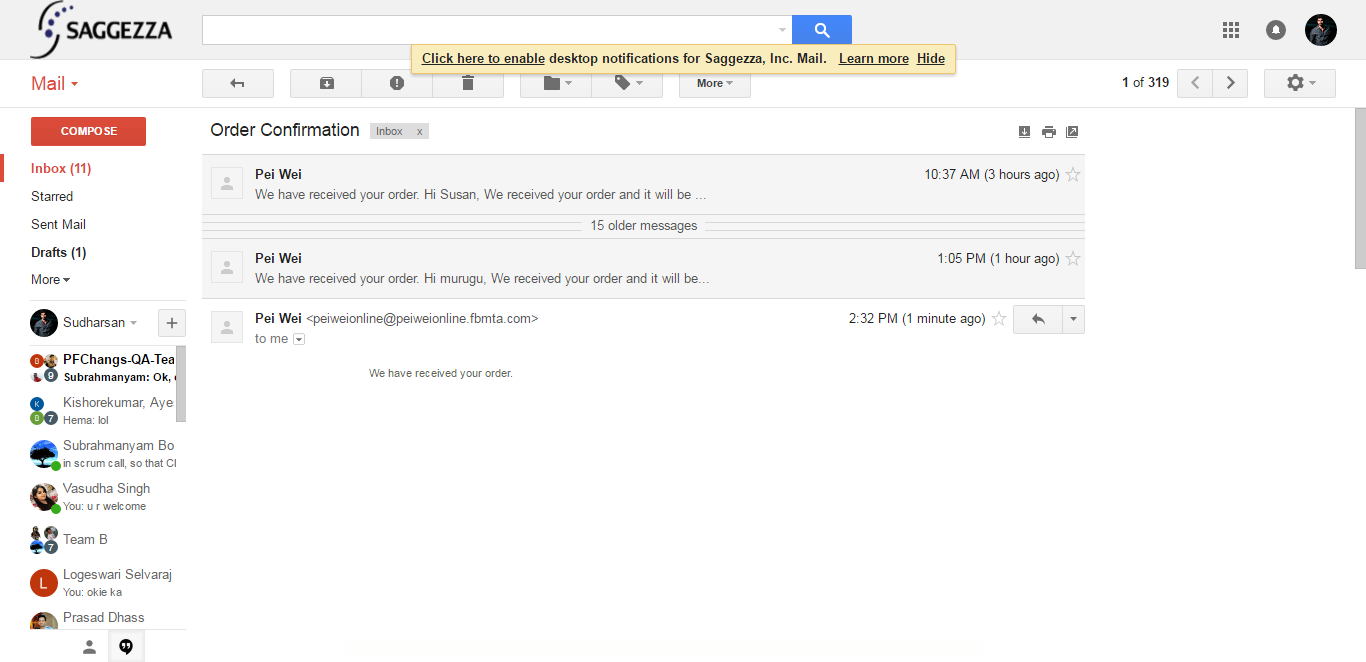 SAGGEZZA
Click here to enable desktop notifications for Saggezza, Inc. Mail. Learn more Hide
Mail
More
1 of 319
COMPOSE
Inbox (11)
Starred
Sent Mail
Drafts (1)
More
Order Confirmation Inbox x
Pei Wei 10:37 AM (3 hours ago)
We have received your order. Hi Susan, We received your order and it will be ...
15 older messages
Pei Wei 1:05 PM (1 hour ago)
We have received your order. Hi murugu, We received your order and it will be...
Pei Wei <peiweionline@peiweionline.fbmta.com> 2:32 PM (1 minute ago)
to me
We have received your order.
Sudharsan
PFChangs-QA-Tea
9 Subrahmanyam: Ok,
K Kishorekumar, Aye
7 Hema: lol
Subrahmanyam Bo
in scrum call, so that Cl
Vasudha Singh
You: u r welcome
Team B
7
Logeswari Selvaraj
L
You: okie ka
Prasad Dhass